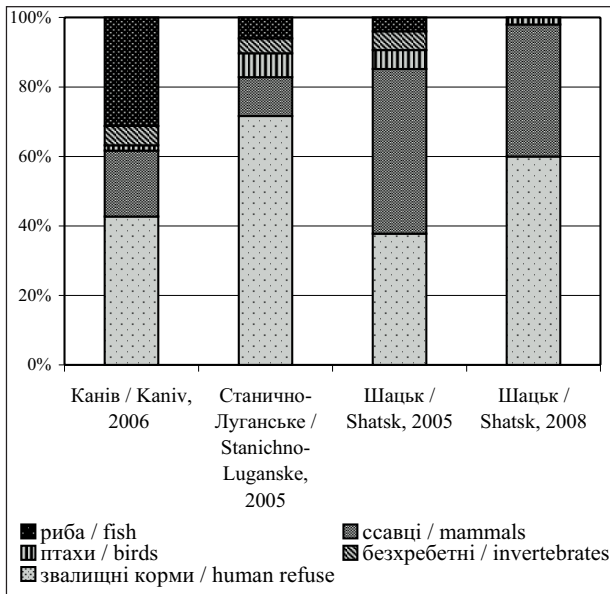 100%
80%
60%
40%
20%
0%
Канів / Kaniv,
2006
Станично-
Луганське /
Stanichno-
Luganske,
2005
Шацьк /
Shatsk, 2005
Шацьк /
Shatsk, 2008
риба / fish
ссавці / mammals
птахи / birds
безхребетні / invertebrates
звалищні корми / human refuse